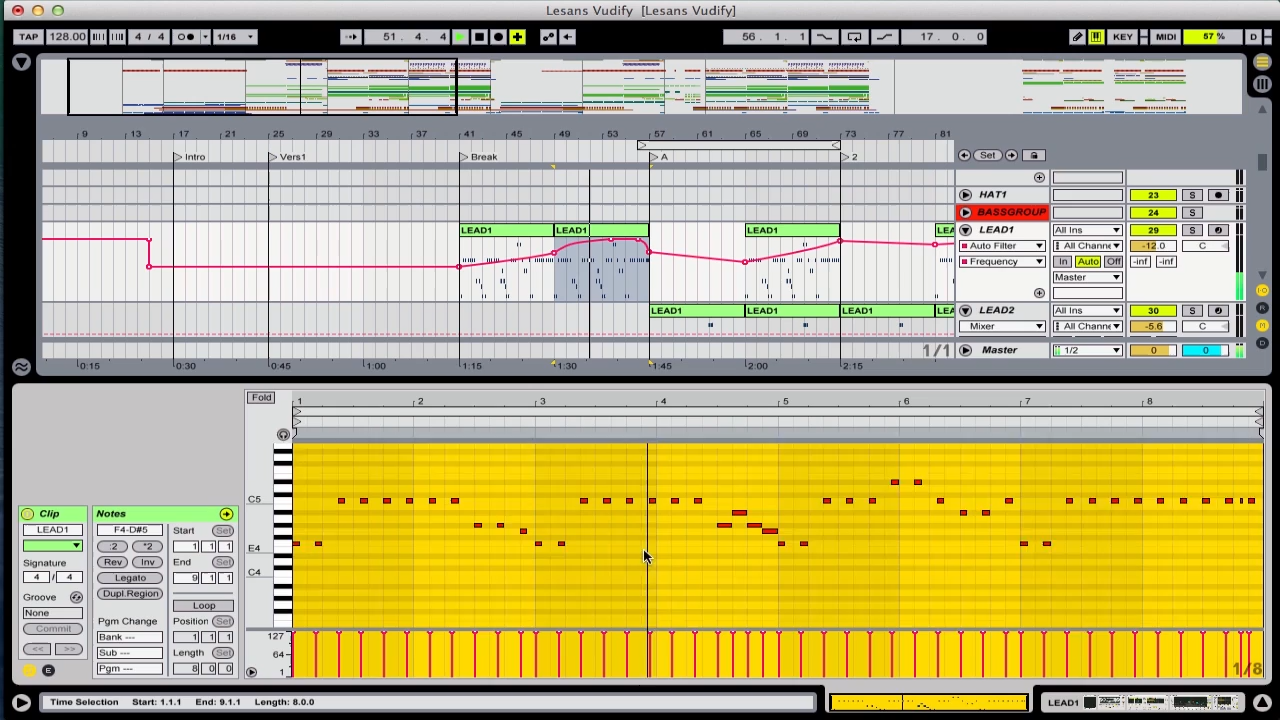 Lesans Vudify [Lesans Vudify]
TAP 128.00 4 / 4 1/16 51. 4. 4 56. 1. 1 17. 0. 0 KEY MIDI 57 % D
9 13 17 21 25 29 33 37 41 45 49 53 57 61 65 69 73 77 81
Intro Vers1 Break A 2 Set
HAT1 23 S
BASSGROUP 24 S
LEAD1 LEAD1 LEAD1 LEAD1 All Ins 29 S
Auto Filter All Channe -12.0 C
Frequency In Auto Off -inf -inf
Master
LEAD1 LEAD1 LEAD1 LEA LEAD2 All Ins 30 S
Mixer All Channe -5.6 C
1/1 Master 1/2 0 0
0:15 0:30 0:45 1:00 1:15 1:30 1:45 2:00 2:15
Fold 1 2 3 4 5 6 7 8
C5
E4
C4
Clip Notes
LEAD1 F4-D#5 Start Set
:2 *2 1 1 1
Signature Rev Inv End Set
4 / 4 Legato 9 1 1
Groove Dupl.Region
None Loop
Commit Pgm Change Position Set
<< >> Bank --- 1 1 1
Sub --- Length Set
E Pgm --- 8 0 0
127
64
1
1/8
Time Selection Start: 1.1.1 End: 9.1.1 Length: 8.0.0 LEAD1